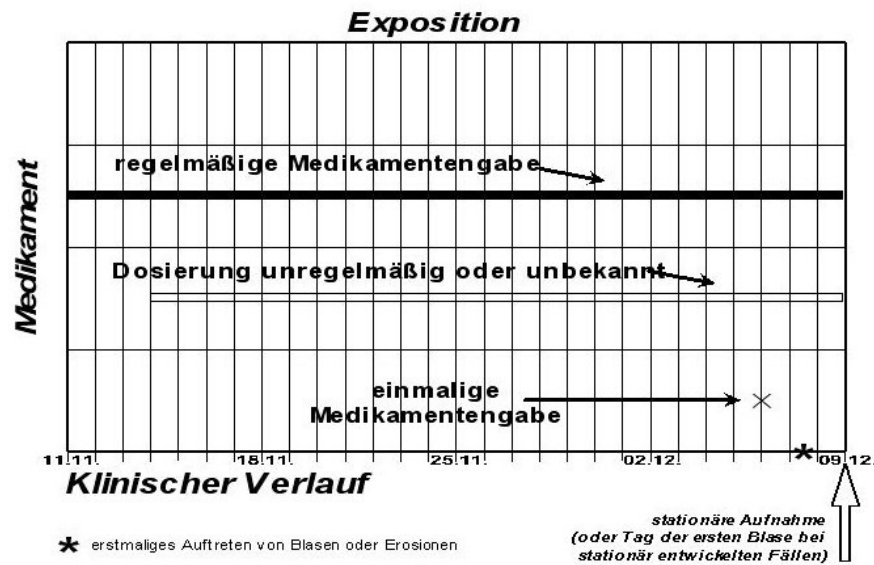 Exposition
Medikament
regelmäßige Medikamentengabe
Dosierung unregelmäßig oder unbekannt
einmalige
Medikamentengabe
11.11. 18.11. 25.11. 02.12. 09.12.
Klinischer Verlauf
* erstmaliges Auftreten von Blasen oder Erosionen
stationäre Aufnahme
(oder Tag der ersten Blase bei
stationär entwickelten Fällen)